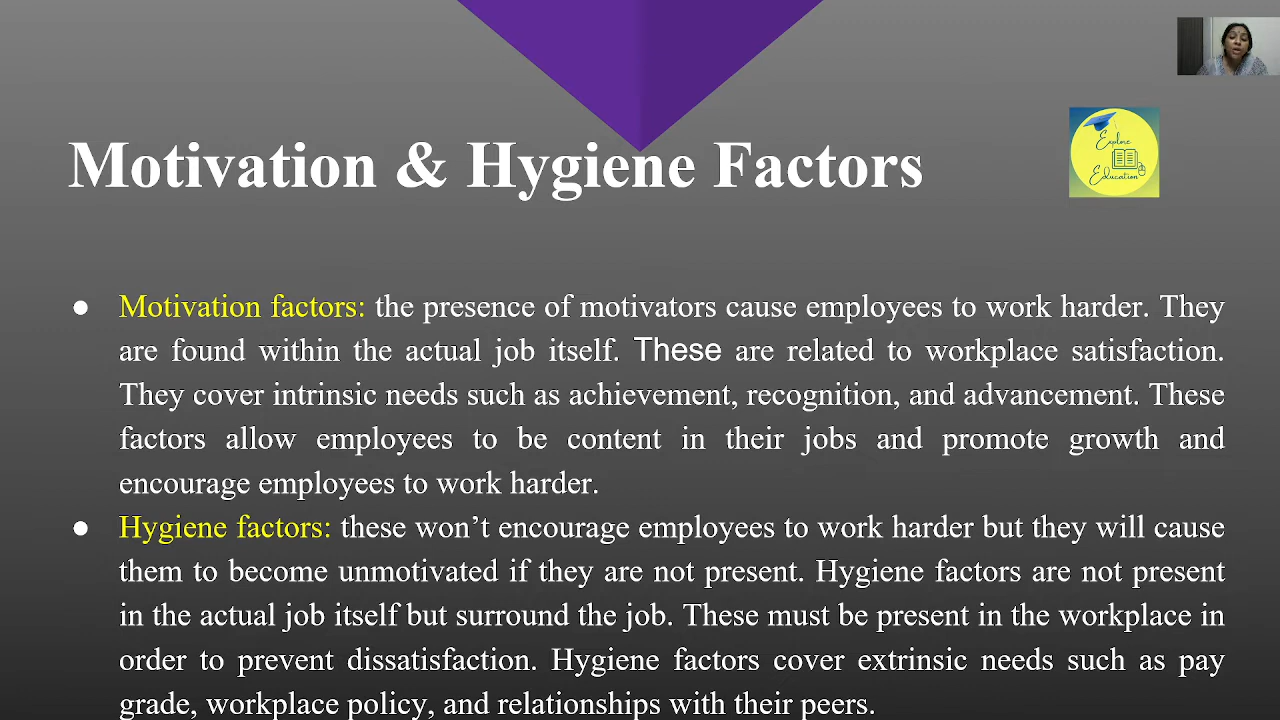 Motivation & Hygiene Factors
Explore
Education
● Motivation factors: the presence of motivators cause employees to work harder. They
are found within the actual job itself. These are related to workplace satisfaction.
They cover intrinsic needs such as achievement, recognition, and advancement. These
factors allow employees to be content in their jobs and promote growth and
encourage employees to work harder.
● Hygiene factors: these won’t encourage employees to work harder but they will cause
them to become unmotivated if they are not present. Hygiene factors are not present
in the actual job itself but surround the job. These must be present in the workplace in
order to prevent dissatisfaction. Hygiene factors cover extrinsic needs such as pay
grade, workplace policy, and relationships with their peers.